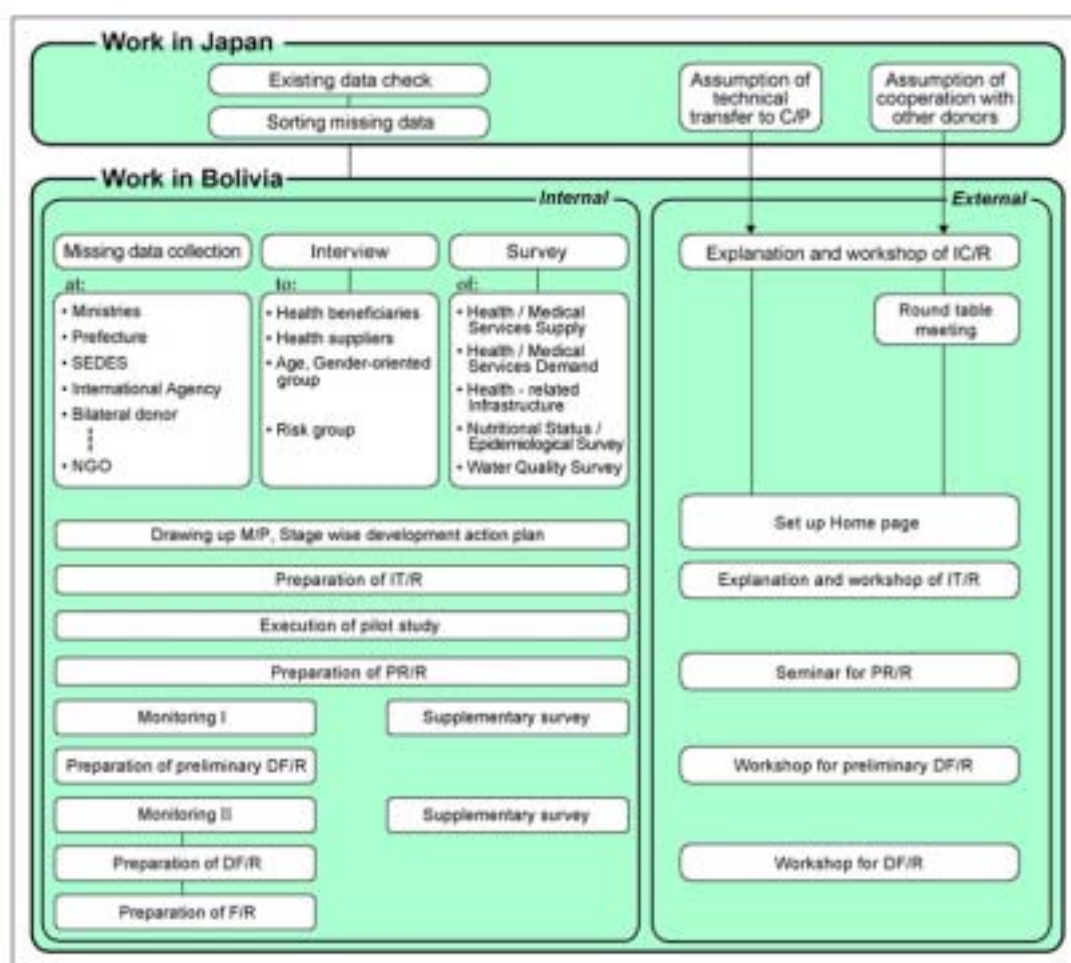 Work in Japan
Existing data check
Sorting missing data
Assumption of
technical
transfer to C/P
Assumption of
cooperation with
other donors
Work in Bolivia
Internal
Missing data collection
at:
• Ministries
• Prefecture
• SEDES
• International Agency
• Bilateral donor
• NGO
Interview
to:
• Health beneficiaries
• Health suppliers
• Age, Gender-oriented
group
• Risk group
Survey
of:
• Health / Medical
Services Supply
• Health / Medical
Services Demand
• Health - related
Infrastructure
• Nutritional Status /
Epidemiological Survey
• Water Quality Survey
Drawing up M/P, Stage wise development action plan
Preparation of IT/R
Execution of pilot study
Preparation of PR/R
Monitoring I
Supplementary survey
Preparation of preliminary DF/R
Monitoring II
Supplementary survey
Preparation of DF/R
Preparation of F/R
External
Explanation and workshop of IC/R
Round table
meeting
Set up Home page
Explanation and workshop of IT/R
Seminar for PR/R
Workshop for preliminary DF/R
Workshop for DF/R